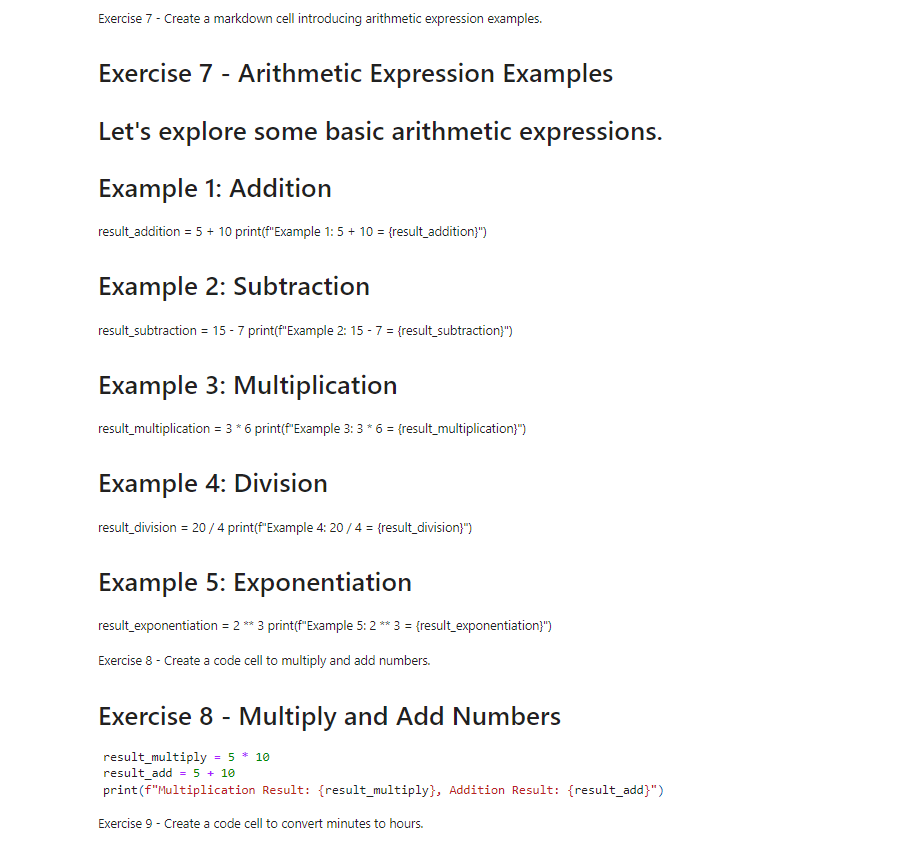 Exercise 7 - Create a markdown cell introducing arithmetic expression examples.
Exercise 7 - Arithmetic Expression Examples
Let's explore some basic arithmetic expressions.
Example 1: Addition
result_addition = 5 + 10 print(f"Example 1: 5 + 10 = {result_addition}")
Example 2: Subtraction
result_subtraction = 15 - 7 print(f"Example 2: 15 - 7 = {result_subtraction}")
Example 3: Multiplication
result_multiplication = 3 * 6 print(f"Example 3: 3 * 6 = {result_multiplication}")
Example 4: Division
result_division = 20 / 4 print(f"Example 4: 20 / 4 = {result_division}")
Example 5: Exponentiation
result_exponentiation = 2 ** 3 print(f"Example 5: 2 ** 3 = {result_exponentiation}")
Exercise 8 - Create a code cell to multiply and add numbers.
Exercise 8 - Multiply and Add Numbers
result_multiply = 5 * 10
result_add = 5 + 10
print(f"Multiplication Result: {result_multiply}, Addition Result: {result_add}")
Exercise 9 - Create a code cell to convert minutes to hours.